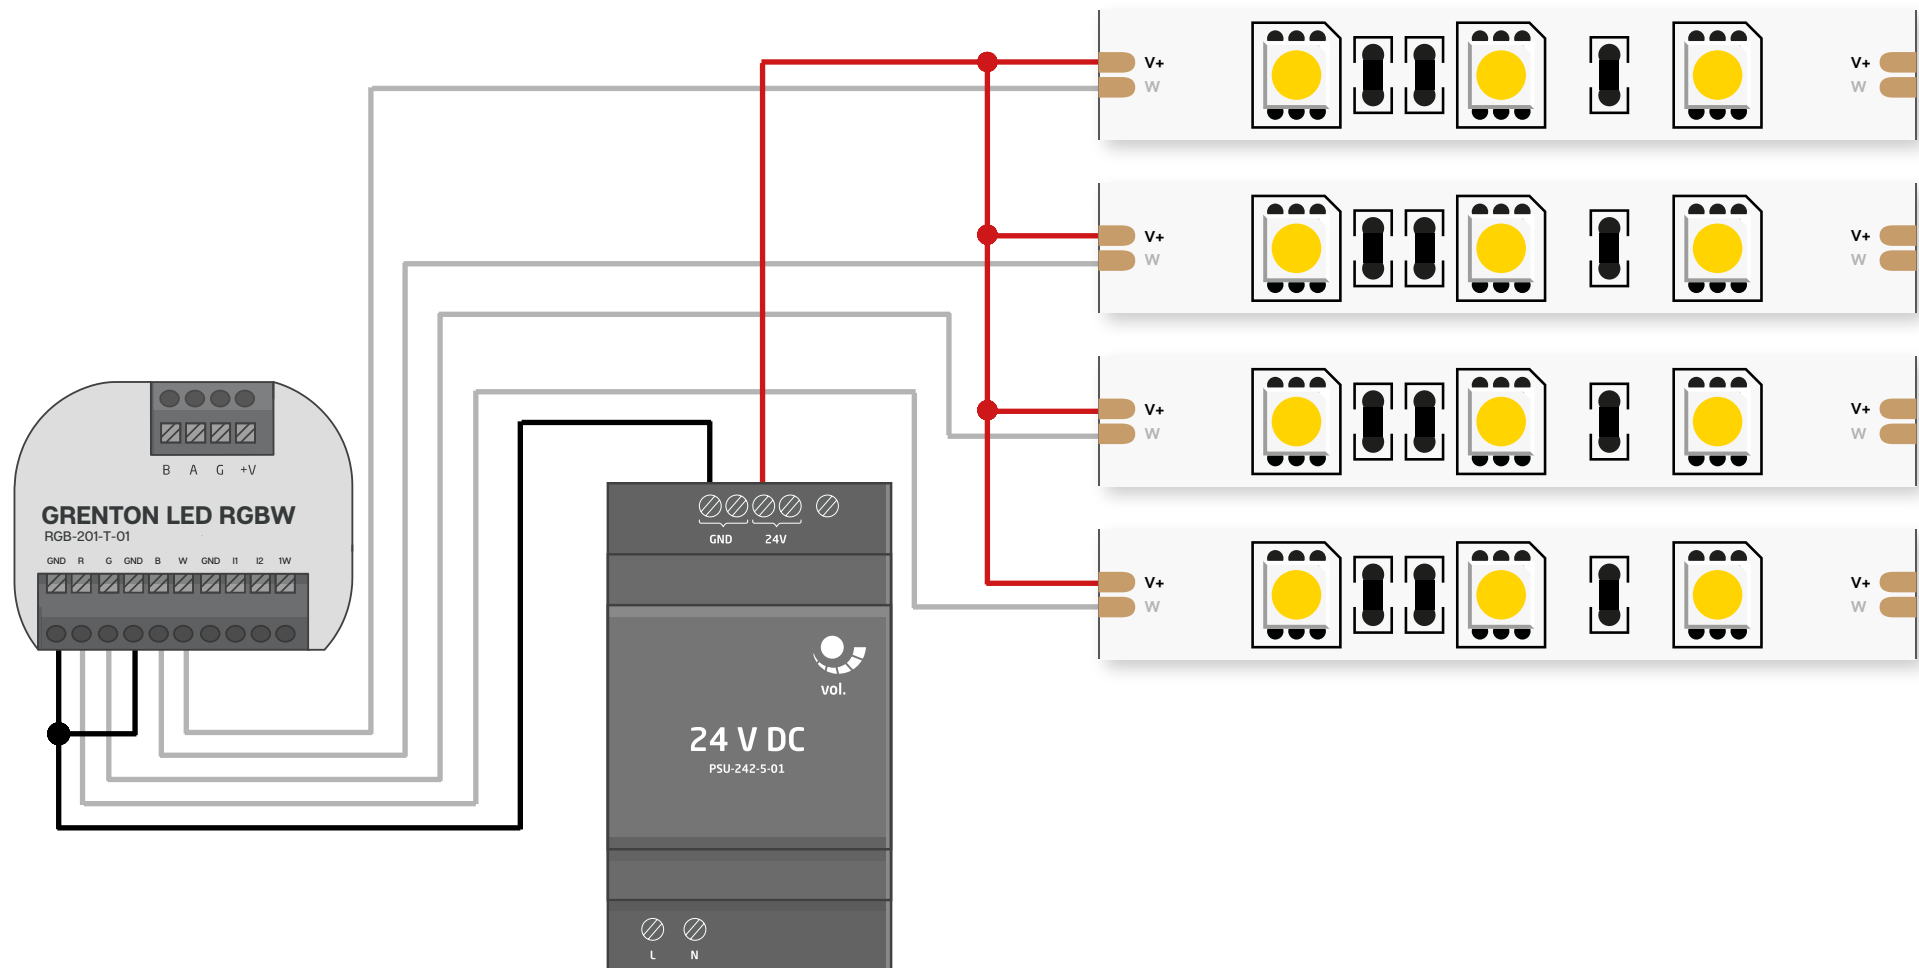 V+ V+
W W
V+ V+
W W
V+ V+
W W
V+ V+
W W
B A G +V
GRENTON LED RGBW
RGB-201-T-01
GND R G GND B W GND I1 I2 1W
GND 24V
vol.
24 V DC
PSU-242-5-01
L N